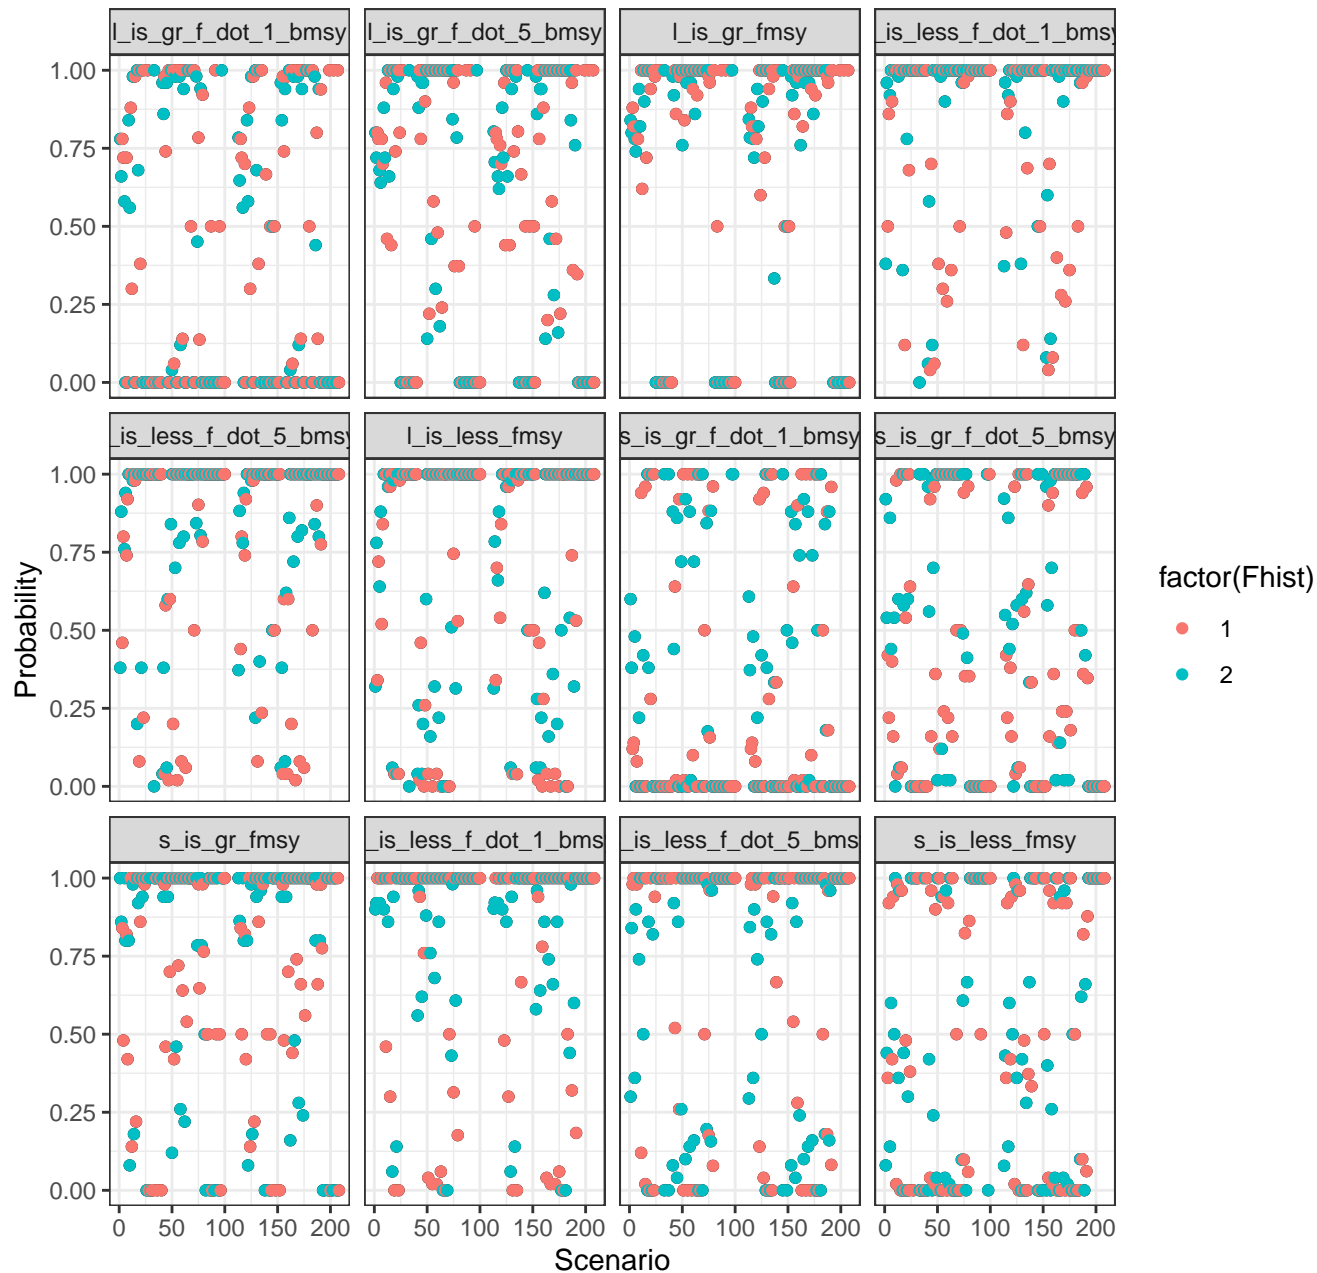 l_is_gr_f_dot_1_bmsy
l_is_gr_f_dot_5_bmsy
l_is_gr_fmsy
_is_less_f_dot_1_bmsy
1.00
0.75
0.50
0.25
0.00
_is_less_f_dot_5_bmsy
l_is_less_fmsy
s_is_gr_f_dot_1_bmsy
s_is_gr_f_dot_5_bmsy
1.00
0.75
0.50
0.25
0.00
s_is_gr_fmsy
_is_less_f_dot_1_bms
_is_less_f_dot_5_bms
s_is_less_fmsy
1.00
0.75
0.50
0.25
0.00
0 50 100 150 200
0 50 100 150 200
0 50 100 150 200
0 50 100 150 200
Scenario
Probability
factor(Fhist)
1
2